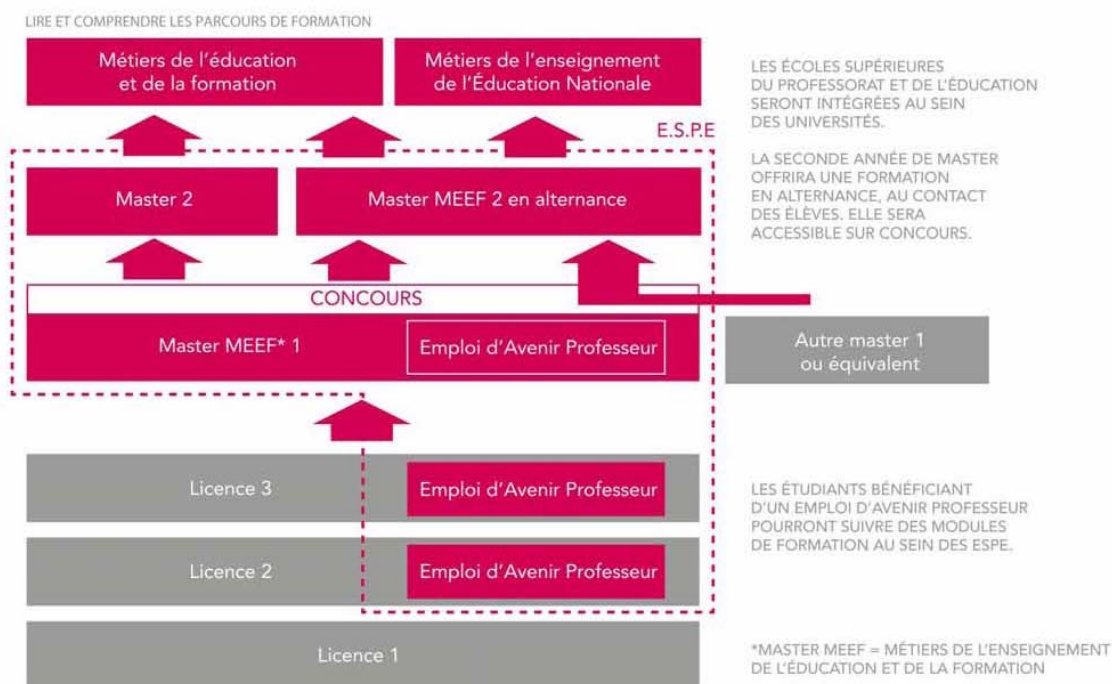 LIRE ET COMPRENDRE LES PARCOURS DE FORMATION
Métiers de l'éducation
et de la formation
Métiers de l'enseignement
de l'Éducation Nationale
LES ÉCOLES SUPÉRIEURES
DU PROFESSORAT ET DE L'ÉDUCATION
SERONT INTÉGRÉES AU SEIN
DES UNIVERSITÉS.
E.S.P.E
Master 2
Master MEEF 2 en alternance
LA SECONDE ANNÉE DE MASTER
OFFRIRA UNE FORMATION
EN ALTERNANCE, AU CONTACT
DES ÉLÈVES. ELLE SERA
ACCESSIBLE SUR CONCOURS.
CONCOURS
Master MEEF* 1
Emploi d'Avenir Professeur
Autre master 1
ou équivalent
Licence 3
Emploi d'Avenir Professeur
LES ÉTUDIANTS BÉNÉFICIANT
D'UN EMPLOI D'AVENIR PROFESSEUR
POURRONT SUIVRE DES MODULES
DE FORMATION AU SEIN DES ESPE.
Licence 2
Emploi d'Avenir Professeur
Licence 1
*MASTER MEEF = MÉTIERS DE L'ENSEIGNEMENT
DE L'ÉDUCATION ET DE LA FORMATION